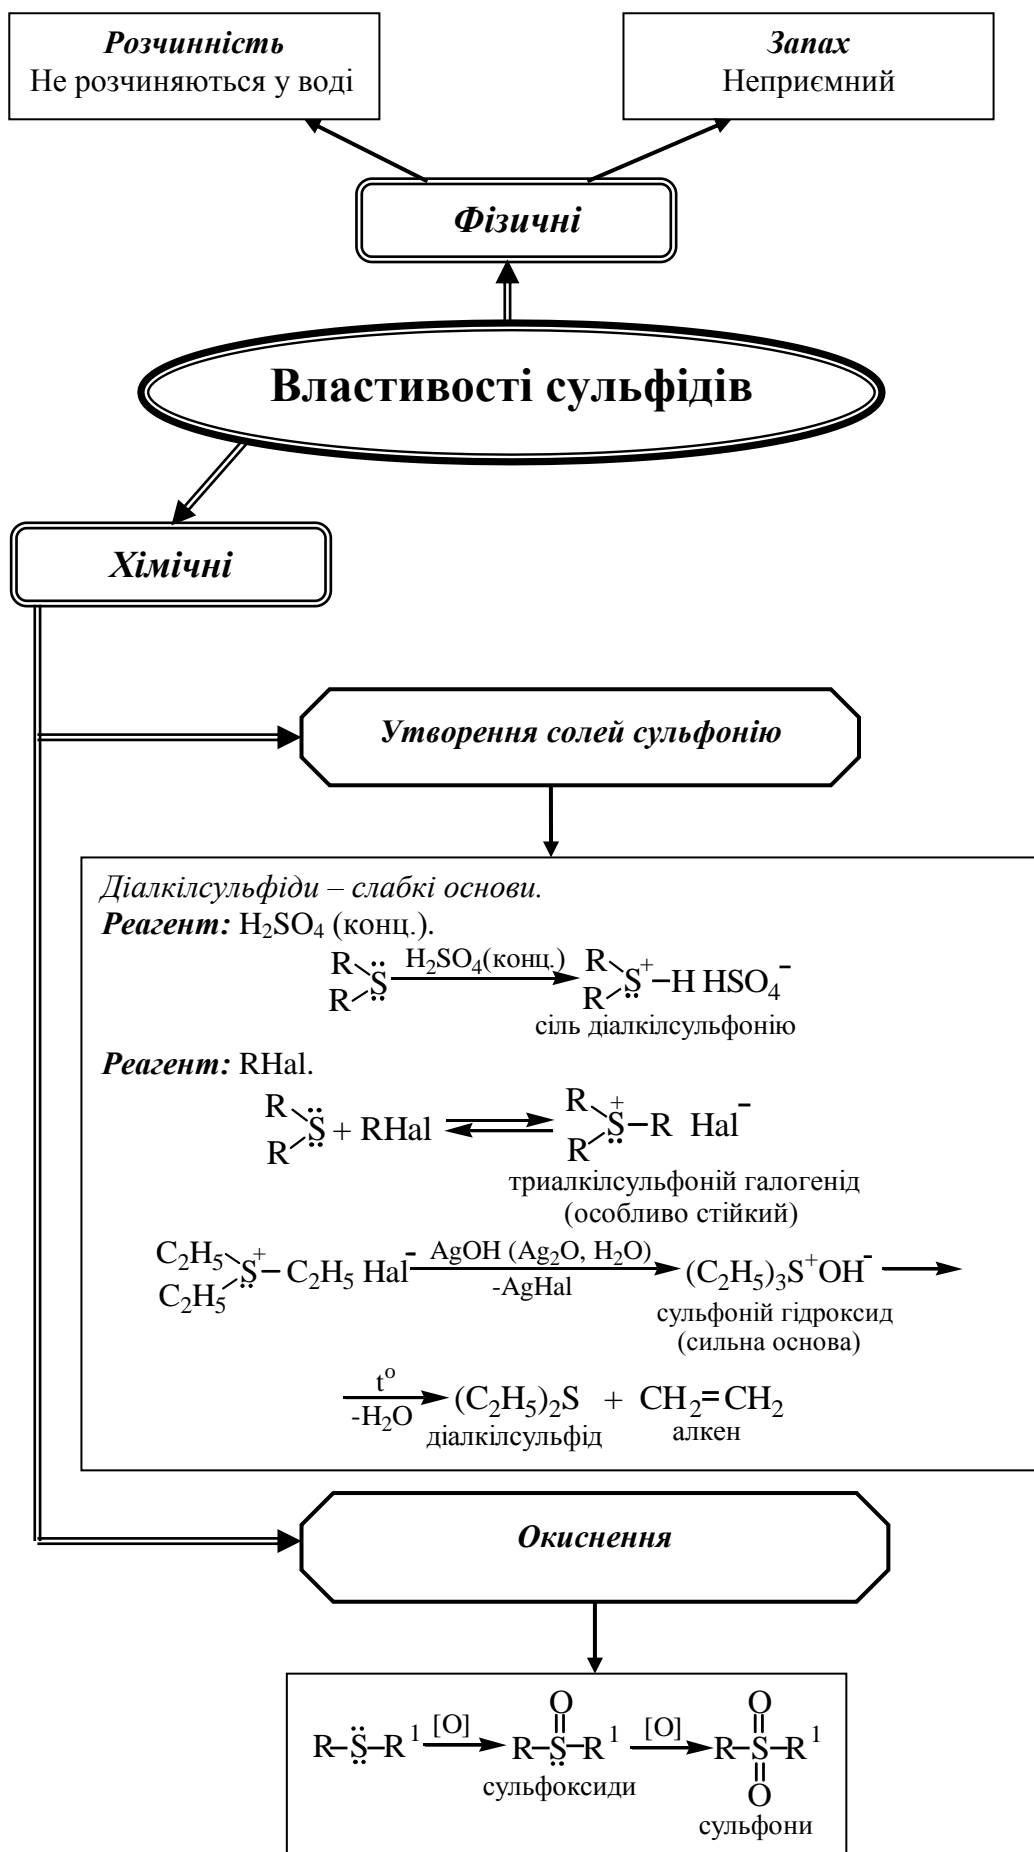 Розчинність
Не розчиняються у воді
Запах
Неприємний
Фізичні
Властивості сульфідів
Хімічні
Утворення солей сульфонію
Діалкілсульфіди – слабкі основи.
Реагент: H₂SO₄ (конц.).
R
R
S
H₂SO₄(конц.)
R
R
S⁺–H HSO₄⁻
сіль діалкілсульфонію
Реагент: RHal.
R
R
S + RHal
R
R
S⁺–R Hal⁻
триалкілсульфоній галогенід
(особливо стійкий)
C₂H₅
C₂H₅
S⁺–C₂H₅ Hal⁻
AgOH (Ag₂O, H₂O)
-AgHal
(C₂H₅)₃S⁺OH⁻
сульфоній гідроксид
(сильна основа)
t°
-H₂O
(C₂H₅)₂S + CH₂=CH₂
діалкілсульфід
алкен
Окиснення
R–S–R¹
[O]
O
R–S–R¹
сульфоксиди
[O]
O
R–S–R¹
O
сульфони